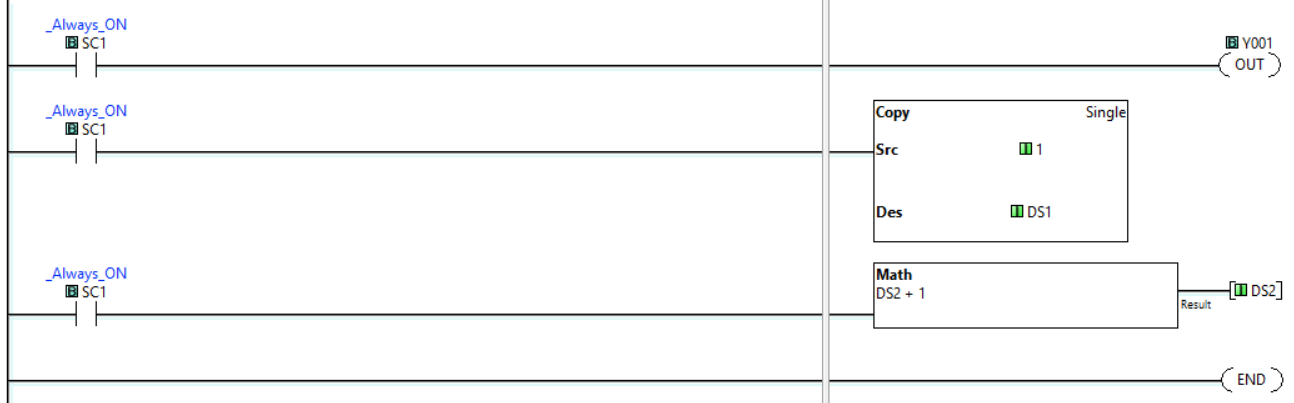 _Always_ON
SC1
Y001
OUT
_Always_ON
SC1
Copy Single
Src 1
Des DS1
_Always_ON
SC1
Math
DS2 + 1
DS2
Result
END